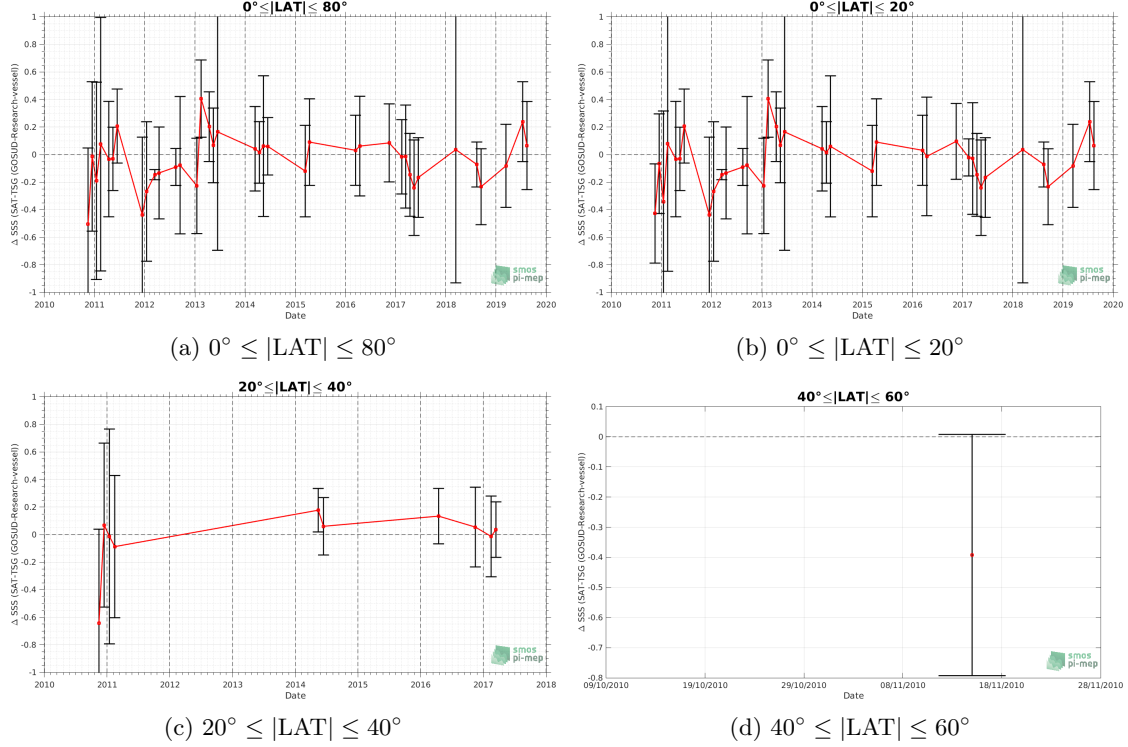 0°≤|LAT|≤ 80°
Δ SSS (SAT-TSG (GOSUD-Research-vessel))
1
0.8
0.6
0.4
0.2
0
-0.2
-0.4
-0.6
-0.8
-1
2010 2011 2012 2013 2014 2015 2016 2017 2018 2019 2020
Date
smos
pi-mep
(a) 0° ≤ |LAT| ≤ 80°
0°≤|LAT|≤ 20°
Δ SSS (SAT-TSG (GOSUD-Research-vessel))
1
0.8
0.6
0.4
0.2
0
-0.2
-0.4
-0.6
-0.8
-1
2010 2011 2012 2013 2014 2015 2016 2017 2018 2019 2020
Date
smos
pi-mep
(b) 0° ≤ |LAT| ≤ 20°
20°≤|LAT|≤ 40°
Δ SSS (SAT-TSG (GOSUD-Research-vessel))
1
0.8
0.6
0.4
0.2
0
-0.2
-0.4
-0.6
-0.8
-1
2010 2011 2012 2013 2014 2015 2016 2017 2018
Date
smos
pi-mep
(c) 20° ≤ |LAT| ≤ 40°
40°≤|LAT|≤ 60°
Δ SSS (SAT-TSG (GOSUD-Research-vessel))
0.1
0
-0.1
-0.2
-0.3
-0.4
-0.5
-0.6
-0.7
-0.8
09/10/2010 19/10/2010 29/10/2010 08/11/2010 18/11/2010 28/11/2010
Date
smos
pi-mep
(d) 40° ≤ |LAT| ≤ 60°